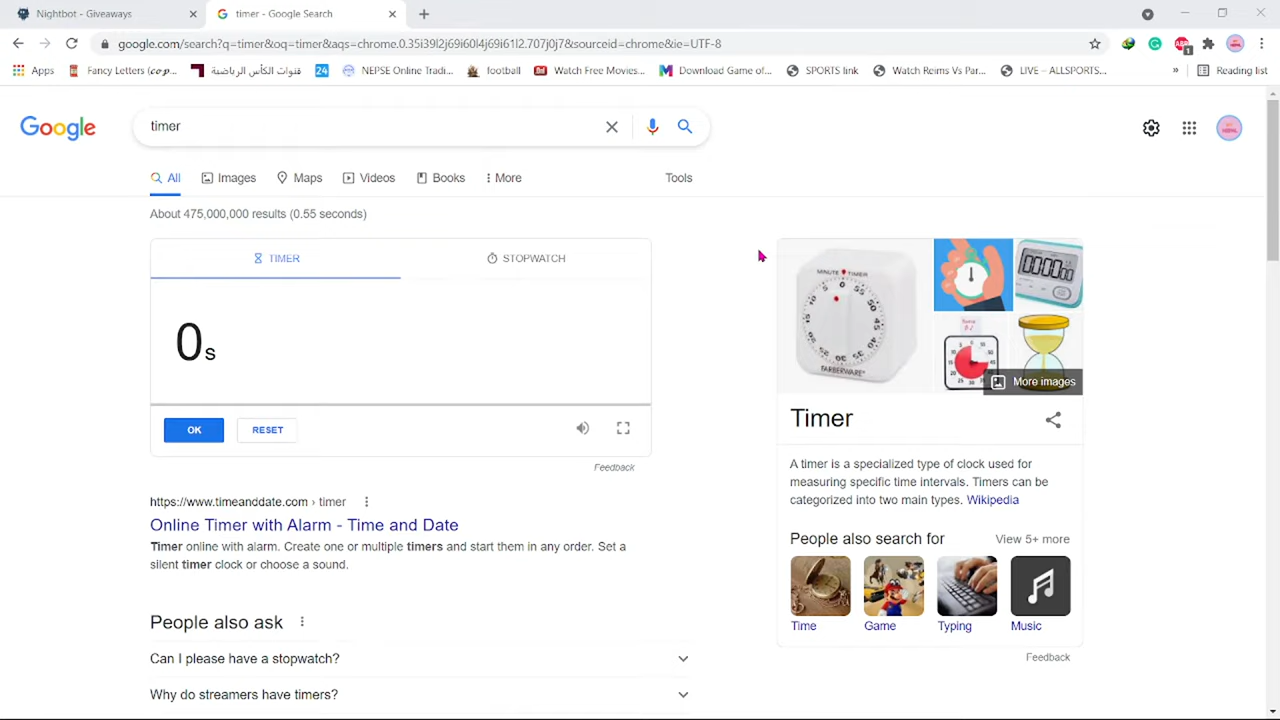 Nightbot - Giveaways
timer - Google Search
google.com/search?q=timer&oq=timer&aqs=chrome.0.35i39l2j69i60l4j69i61l2.707j0j7&sourceid=chrome&ie=UTF-8
Apps
Fancy Letters (𝓬𝓸𝓹...
قنوات الكأس الرياضية
24
NEPSE Online Tradi...
football
Watch Free Movies...
Download Game of...
SPORTS link
Watch Reims Vs Par...
LIVE – ALLSPORTS...
»
Reading list
Google
timer
All
Images
Maps
Videos
Books
More
Tools
About 475,000,000 results (0.55 seconds)
TIMER
STOPWATCH
0s
OK
RESET
Feedback
MINUTE TIMER
FARBERWARE
More images
Timer
A timer is a specialized type of clock used for
measuring specific time intervals. Timers can be
categorized into two main types. Wikipedia
People also search for
View 5+ more
Time
Game
Typing
Music
Feedback
https://www.timeanddate.com › timer
Online Timer with Alarm - Time and Date
Timer online with alarm. Create one or multiple timers and start them in any order. Set a
silent timer clock or choose a sound.
People also ask
Can I please have a stopwatch?
Why do streamers have timers?